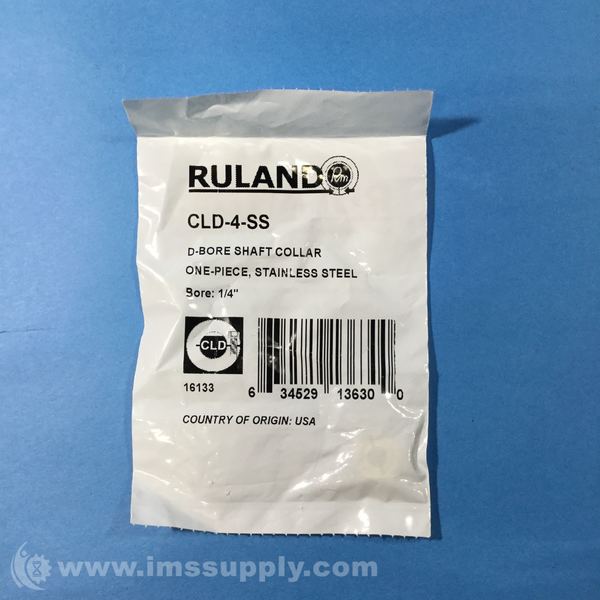 RULAND
CLD-4-SS
D-BORE SHAFT COLLAR
ONE-PIECE, STAINLESS STEEL
Bore: 1/4"
-CLD-
16133
6 34529 13630 0
COUNTRY OF ORIGIN: USA
www.imssupply.com